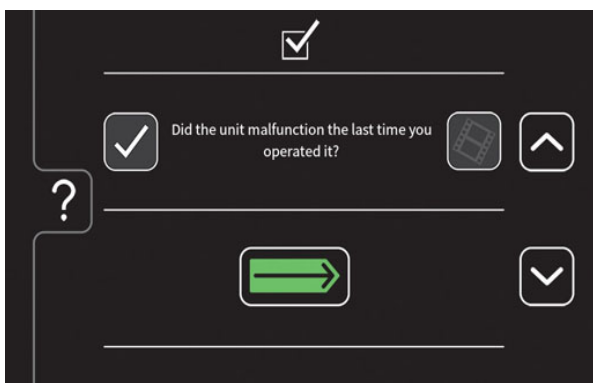 Did the unit malfunction the last time you
operated it?
?